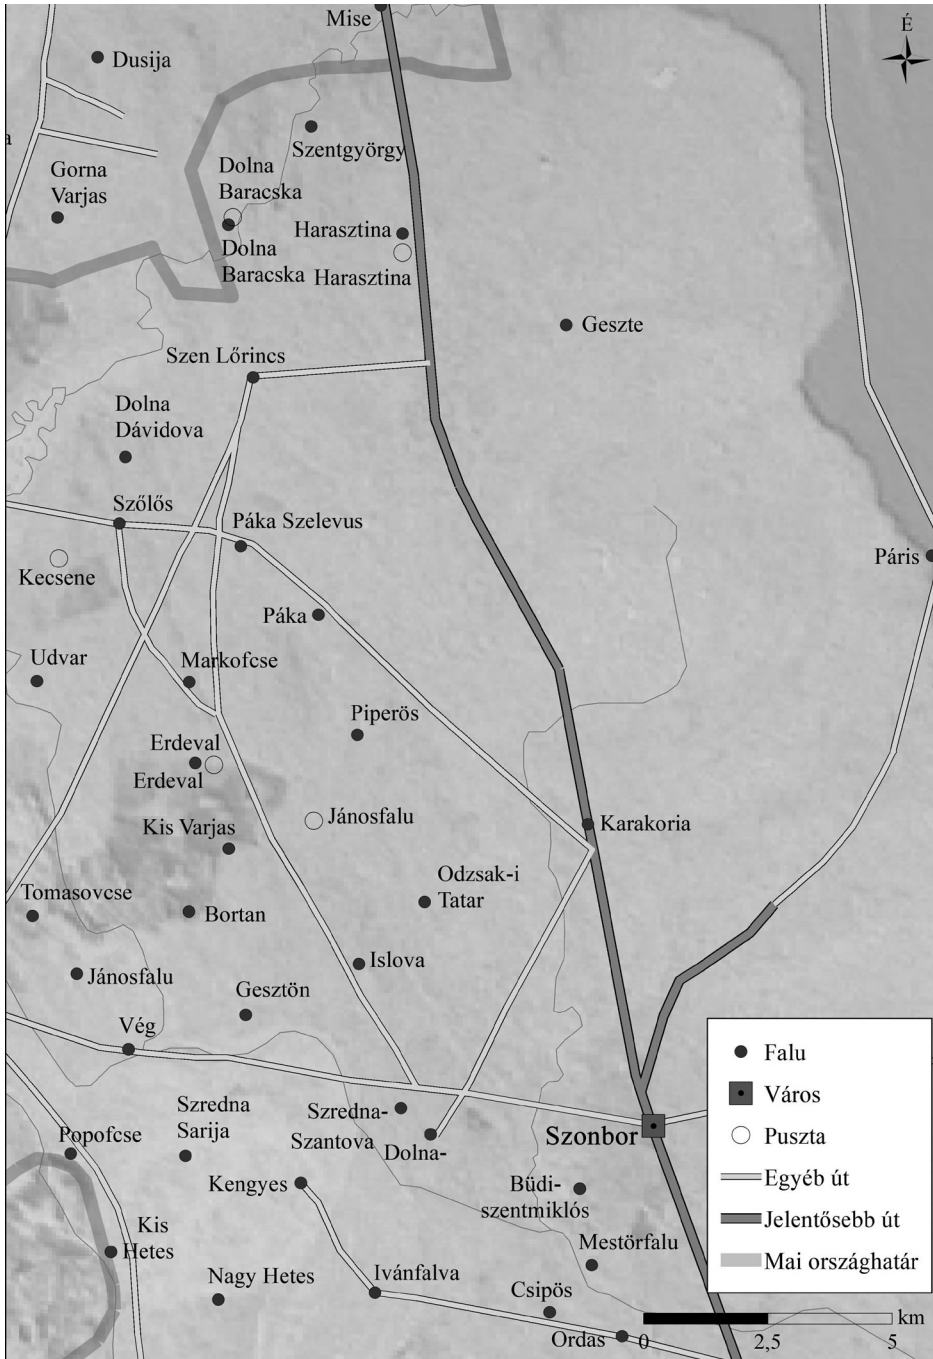 Mise
É
Dusija
a
Szentgyörgy
Gorna
Varjas
Dolna
Baracska
Harasztina
Dolna
Baracska
Harasztina
Geszte
Szen Lőrincs
Dolna
Dávidova
Szőlős
Páka Szelevus
Páris
Kecsene
Páka
Udvar
Markofcse
Piperös
Erdeval
Erdeval
Jánosfalu
Karakoria
Kis Varjas
Odzsak-i
Tatar
Tomasovcse
Bortan
Islova
Jánosfalu
Gesztön
Vég
Szredna
Sarija
Szredna-
Szantova
Dolna-
Szonbor
Popofcse
Kengyes
Büdi-
szentmiklós
Kis
Hetes
Mestörfalu
Nagy Hetes
Ivánfalva
Csipös
Ordas
Falu
Város
Puszta
Egyéb út
Jelentősebb út
Mai országhatár
km
0
2,5
5